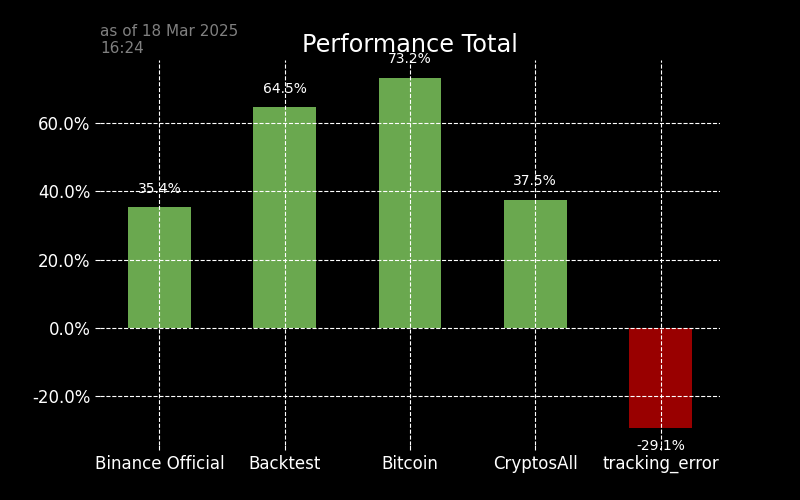 as of 18 Mar 2025
16:24
Performance Total
73.2%
64.5%
60.0%
40.0%
35.4%
37.5%
20.0%
0.0%
-20.0%
-29.1%
Binance Official
Backtest
Bitcoin
CryptosAll
tracking_error